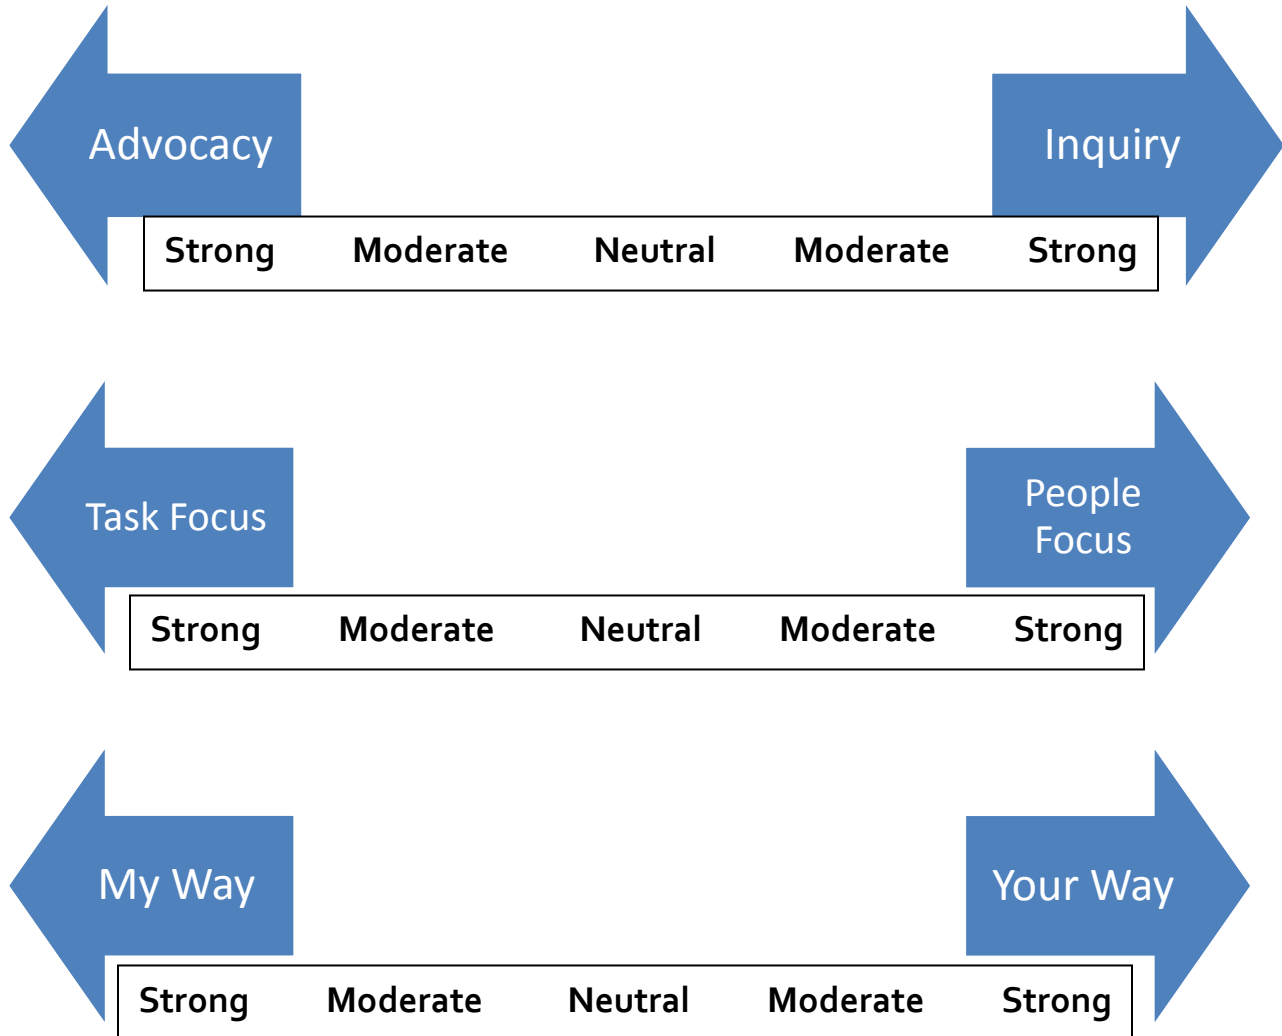 Advocacy
Inquiry
Strong Moderate Neutral Moderate Strong
Task Focus
People
Focus
Strong Moderate Neutral Moderate Strong
My Way
Your Way
Strong Moderate Neutral Moderate Strong